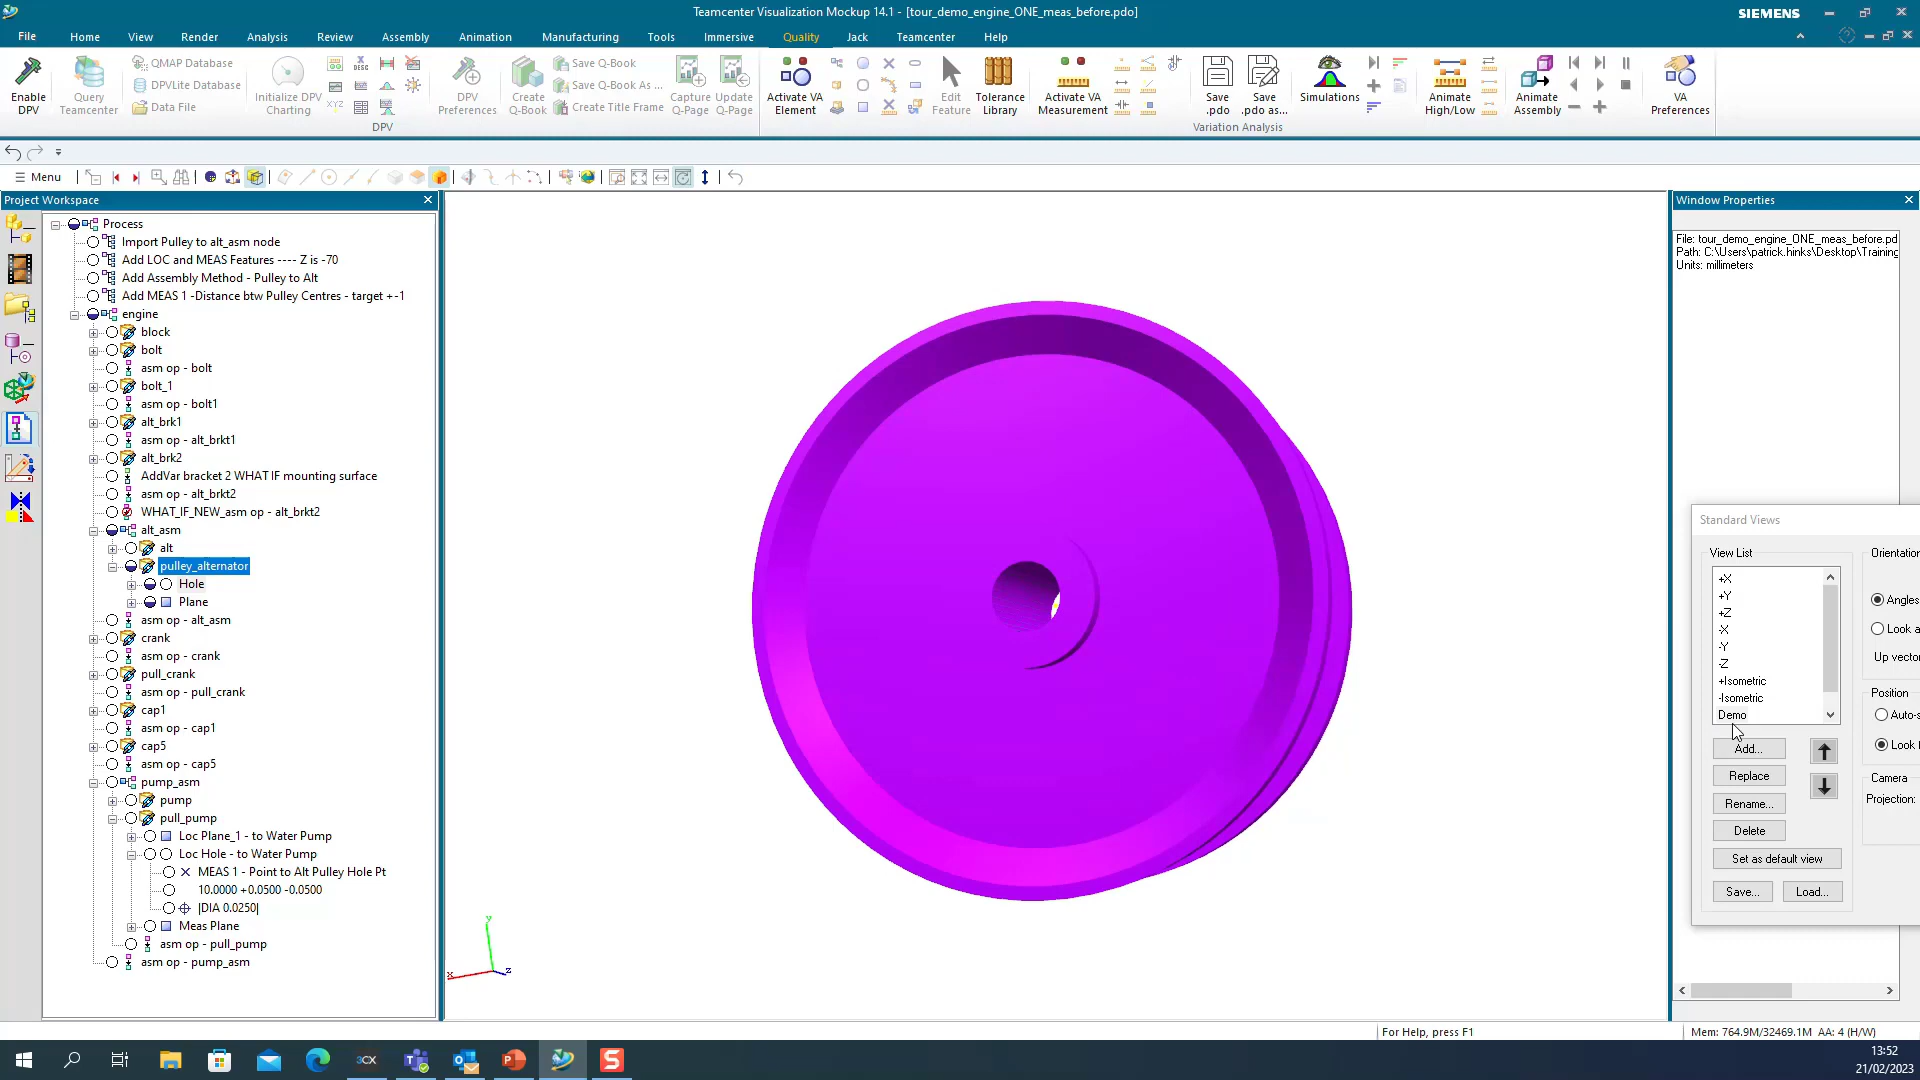 Teamcenter Visualization Mockup 14.1 - [tour_demo_engine_ONE_meas_before.pdo]
SIEMENS
File Home View Render Analysis Review Assembly Animation Manufacturing Tools Immersive Quality Jack Teamcenter Help
Enable DPV
Query Teamcenter
QMAP Database
DPVLite Database
Data File
Initialize DPV Charting
DESC
XYZ
DPV Preferences
Create Q-Book
Save Q-Book
Save Q-Book As ...
Create Title Frame
Capture Q-Page
Update Q-Page
DPV
Activate VA Element
Edit Feature
Tolerance Library
Activate VA Measurement
Save .pdo
Save .pdo as...
Simulations
Animate High/Low
Animate Assembly
VA Preferences
Variation Analysis
Menu
Project Workspace
Process
Import Pulley to alt_asm node
Add LOC and MEAS Features ---- Z is -70
Add Assembly Method - Pulley to Alt
Add MEAS 1 -Distance btw Pulley Centres - target +-1
engine
block
bolt
asm op - bolt
bolt_1
asm op - bolt1
alt_brk1
asm op - alt_brkt1
alt_brk2
AddVar bracket 2 WHAT IF mounting surface
asm op - alt_brkt2
WHAT_IF_NEW_asm op - alt_brkt2
alt_asm
alt
pulley_alternator
Hole
Plane
asm op - alt_asm
crank
asm op - crank
pull_crank
asm op - pull_crank
cap1
asm op - cap1
cap5
asm op - cap5
pump_asm
pump
pull_pump
Loc Plane_1 - to Water Pump
Loc Hole - to Water Pump
MEAS 1 - Point to Alt Pulley Hole Pt
10.0000 +0.0500 -0.0500
|DIA 0.0250|
Meas Plane
asm op - pull_pump
asm op - pump_asm
Y
X
Z
Window Properties
File: tour_demo_engine_ONE_meas_before.pd
Path: C:\Users\patrick.hinks\Desktop\Training
Units: millimeters
Standard Views
View List
+X
+Y
+Z
-X
-Y
-Z
+Isometric
-Isometric
Demo
Add...
Replace
Rename...
Delete
Set as default view
Save...
Load...
Orientation
Angles
Look a
Up vector
Position
Auto-s
Look
Camera
Projection:
For Help, press F1
Mem: 764.9M/32469.1M AA: 4 (H/W)
3CX
13:52
21/02/2023